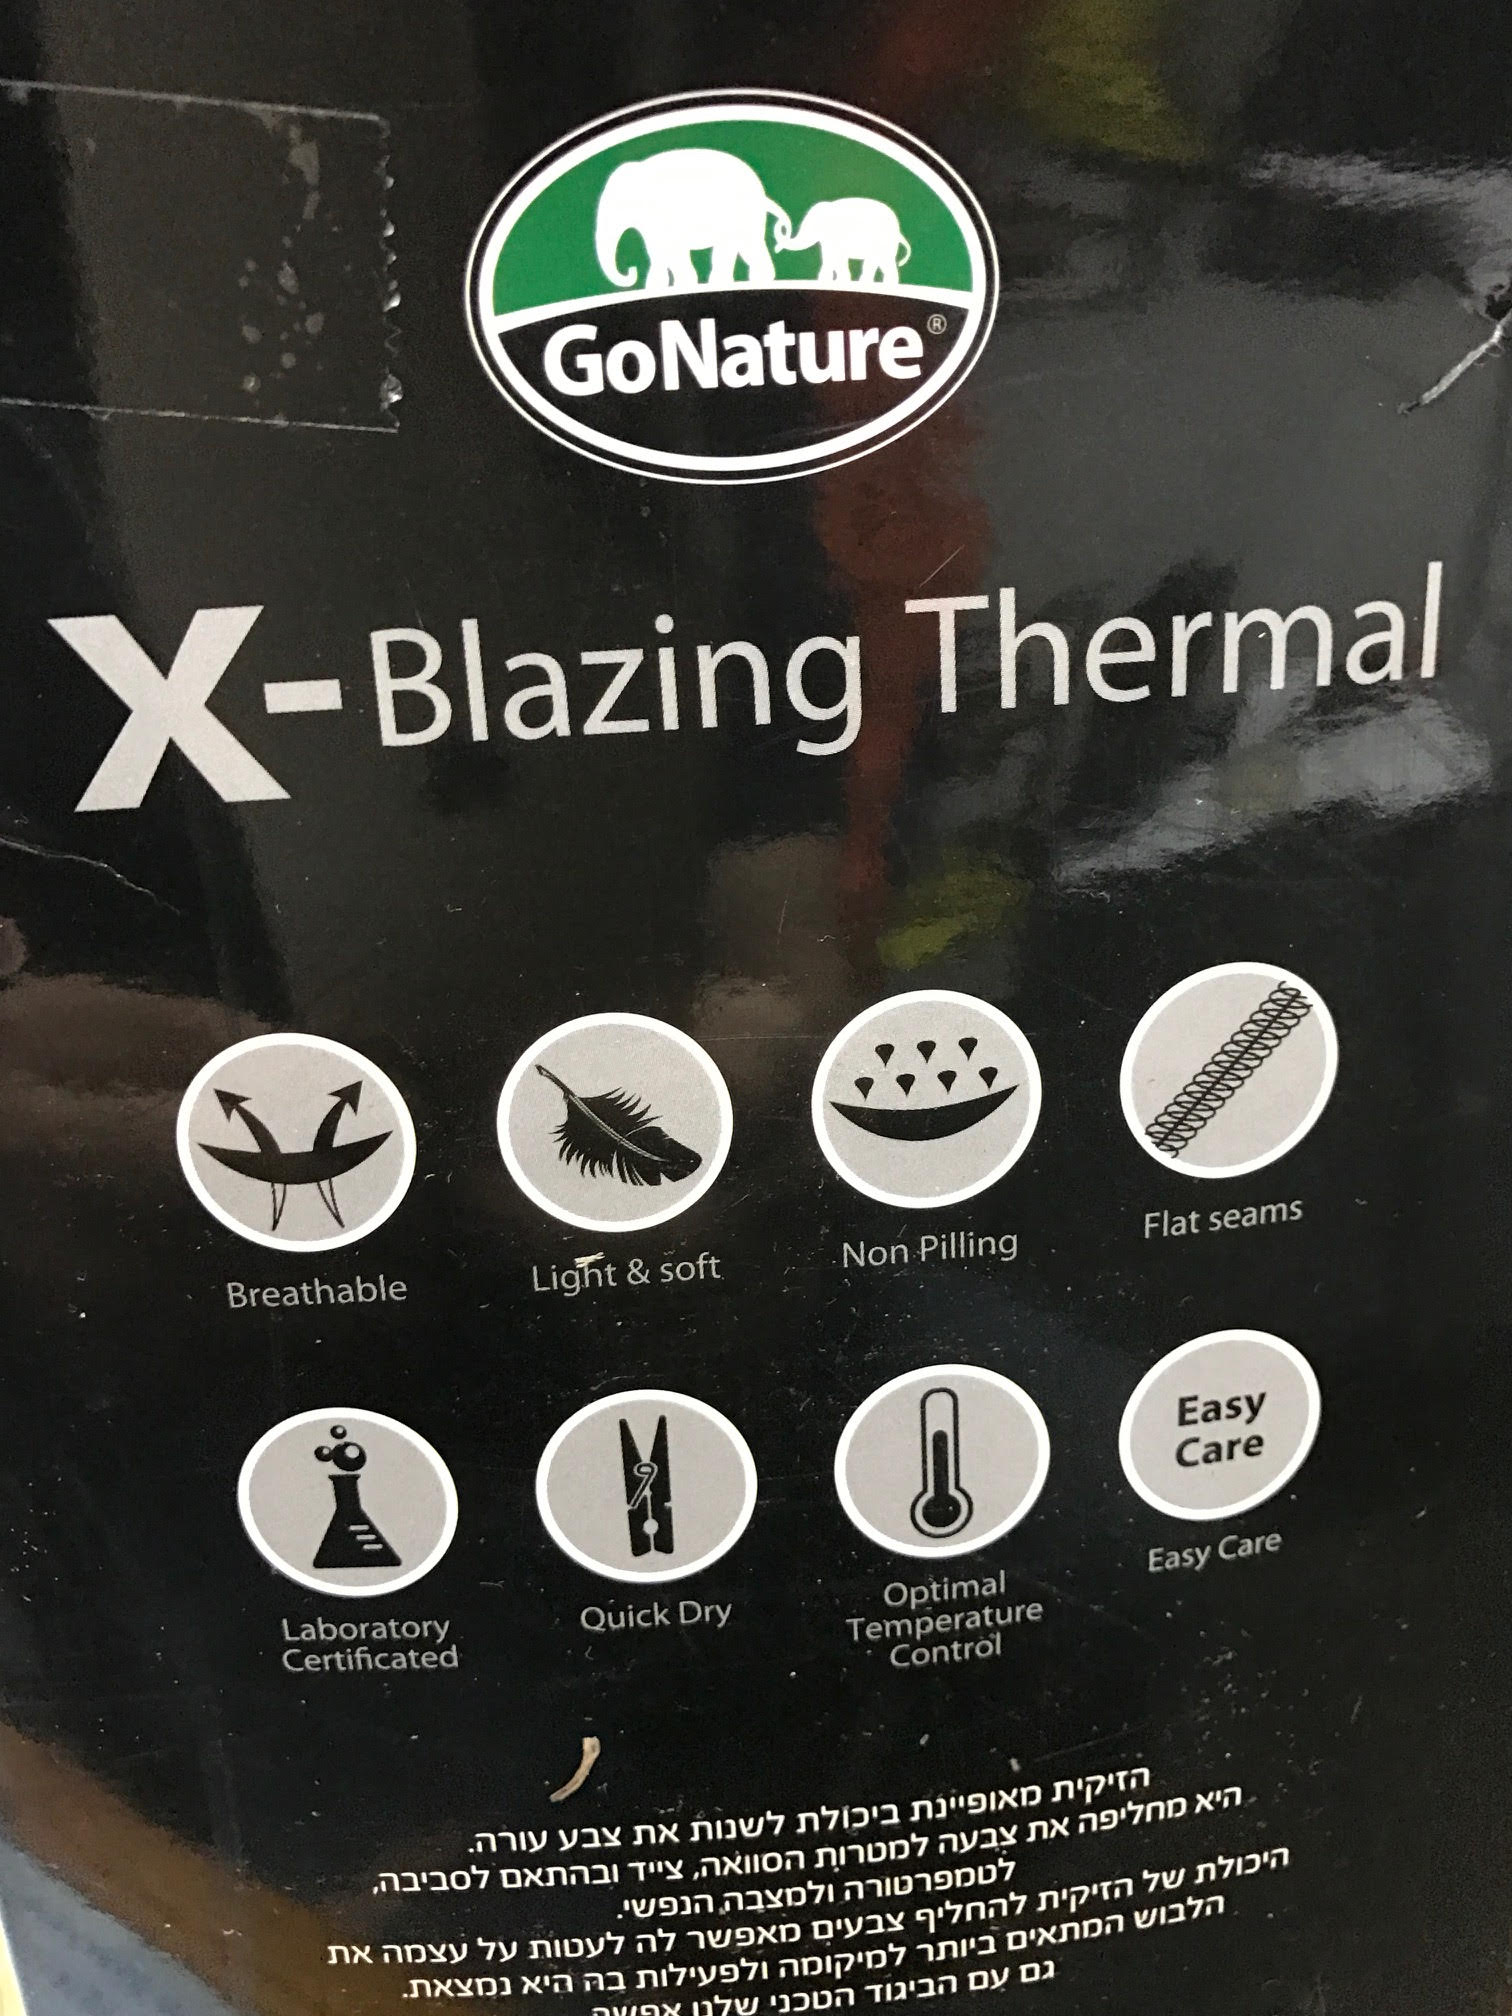 GoNature®
X-Blazing Thermal
Breathable
Light & soft
Non Pilling
Flat seams
Laboratory
Certificated
Quick Dry
Optimal
Temperature
Control
Easy
Care
Easy Care
הזיקית מאופיינת ביכולת לשנות את צבע עורה.
היא מחליפה את צבעה למטרות הסוואה, צייד ובהתאם לסביבה,
לטמפרטורה ולמצבה הנפשי.
היכולת של הזיקית להחליף צבעים מאפשר לה לעטות על עצמה את
הלבוש המתאים ביותר למיקומה ולפעילות בה היא נמצאת.
גם עם הביגוד הטכני שלנו אפשר